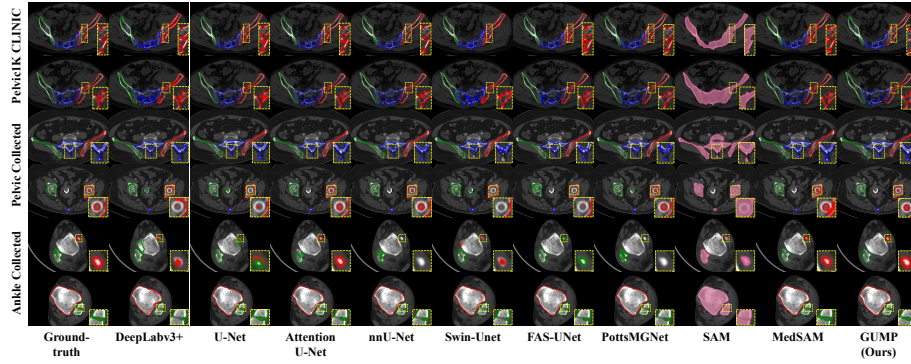 Pelvic1K CLINIC
Pelvic Collected
Ankle Collected
Ground-truth
DeepLabv3+
U-Net
Attention U-Net
nnU-Net
Swin-Unet
FAS-UNet
PottsMGNet
SAM
MedSAM
GUMP (Ours)